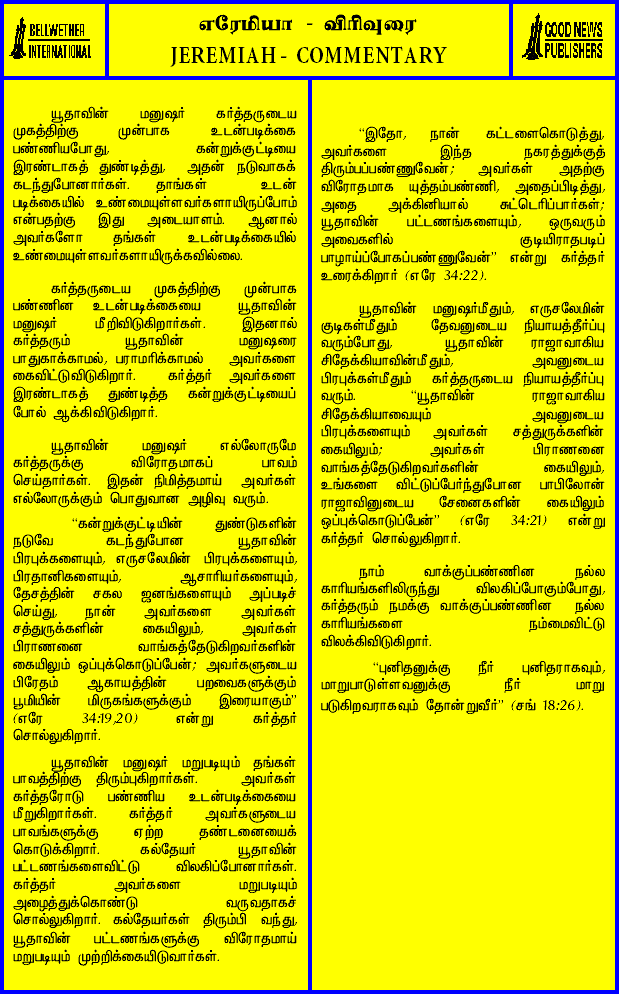 BELLWETHER
INTERNATIONAL
எரேமியா - விரிவுரை
JEREMIAH - COMMENTARY
GOOD NEWS
PUBLISHERS
யூதாவின் மனுஷர் கர்த்தருடைய
முகத்திற்கு முன்பாக உடன்படிக்கை
பண்ணியபோது, கன்றுக்குட்டியை
இரண்டாகத் துண்டித்து, அதன் நடுவாகக்
கடந்துபோனார்கள். தாங்கள் உடன்
படிக்கையில் உண்மையுள்ளவர்களாயிருப்போம்
என்பதற்கு இது அடையாளம். ஆனால்
அவர்களோ தங்கள் உடன்படிக்கையில்
உண்மையுள்ளவர்களாயிருக்கவில்லை.
கர்த்தருடைய முகத்திற்கு முன்பாக
பண்ணின உடன்படிக்கையை யூதாவின்
மனுஷர் மீறிவிடுகிறார்கள். இதனால்
கர்த்தரும் யூதாவின் மனுஷரை
பாதுகாக்காமல், பராமரிக்காமல் அவர்களை
கைவிட்டுவிடுகிறார். கர்த்தர் அவர்களை
இரண்டாகத் துண்டித்த கன்றுக்குட்டியைப்
போல் ஆக்கிவிடுகிறார்.
யூதாவின் மனுஷர் எல்லோருமே
கர்த்தருக்கு விரோதமாகப் பாவம்
செய்தார்கள். இதன் நிமித்தமாய் அவர்கள்
எல்லோருக்கும் பொதுவான அழிவு வரும்.
“கன்றுக்குட்டியின் துண்டுகளின்
நடுவே கடந்துபோன யூதாவின்
பிரபுக்களையும், எருசலேமின் பிரபுக்களையும்,
பிரதானிகளையும், ஆசாரியர்களையும்,
தேசத்தின் சகல ஜனங்களையும் அப்படிச்
செய்து, நான் அவர்களை அவர்கள்
சத்துருக்களின் கையிலும், அவர்கள்
பிராணனை வாங்கத்தேடுகிறவர்களின்
கையிலும் ஒப்புக்கொடுப்பேன்; அவர்களுடைய
பிரேதம் ஆகாயத்தின் பறவைகளுக்கும்
பூமியின் மிருகங்களுக்கும் இரையாகும்”
(எரே 34:19,20) என்று கர்த்தர்
சொல்லுகிறார்.
யூதாவின் மனுஷர் மறுபடியும் தங்கள்
பாவத்திற்கு திரும்புகிறார்கள். அவர்கள்
கர்த்தரோடு பண்ணிய உடன்படிக்கையை
மீறுகிறார்கள். கர்த்தர் அவர்களுடைய
பாவங்களுக்கு ஏற்ற தண்டனையைக்
கொடுக்கிறார். கல்தேயர் யூதாவின்
பட்டணங்களைவிட்டு விலகிப்போனார்கள்.
கர்த்தர் அவர்களை மறுபடியும்
அழைத்துக்கொண்டு வருவதாகச்
சொல்லுகிறார். கல்தேயர்கள் திரும்பி வந்து,
யூதாவின் பட்டணங்களுக்கு விரோதமாய்
மறுபடியும் முற்றிக்கையிடுவார்கள்.
“இதோ, நான் கட்டளைகொடுத்து,
அவர்களை இந்த நகரத்துக்குத்
திரும்பப்பண்ணுவேன்; அவர்கள் அதற்கு
விரோதமாக யுத்தம்பண்ணி, அதைப்பிடித்து,
அதை அக்கினியால் சுட்டெரிப்பார்கள்;
யூதாவின் பட்டணங்களையும், ஒருவரும்
அவைகளில் குடியிராதபடிப்
பாழாய்ப்போகப்பண்ணுவேன்” என்று கர்த்தர்
உரைக்கிறார் (எரே 34:22).
யூதாவின் மனுஷர்மீதும், எருசலேமின்
குடிகள்மீதும் தேவனுடைய நியாயத்தீர்ப்பு
வரும்போது, யூதாவின் ராஜாவாகிய
சிதேக்கியாவின்மீதும், அவனுடைய
பிரபுக்கள்மீதும் கர்த்தருடைய நியாயத்தீர்ப்பு
வரும். “யூதாவின் ராஜாவாகிய
சிதேக்கியாவையும் அவனுடைய
பிரபுக்களையும் அவர்கள் சத்துருக்களின்
கையிலும்; அவர்கள் பிராணனை
வாங்கத்தேடுகிறவர்களின் கையிலும்,
உங்களை விட்டுப்பேர்ந்துபோன பாபிலோன்
ராஜாவினுடைய சேனைகளின் கையிலும்
ஒப்புக்கொடுப்பேன்” (எரே 34:21) என்று
கர்த்தர் சொல்லுகிறார்.
நாம் வாக்குப்பண்ணின நல்ல
காரியங்களிலிருந்து விலகிப்போகும்போது,
கர்த்தரும் நமக்கு வாக்குப்பண்ணின நல்ல
காரியங்களை நம்மைவிட்டு
விலக்கிவிடுகிறார்.
“புனிதனுக்கு நீர் புனிதராகவும்,
மாறுபாடுள்ளவனுக்கு நீர் மாறு
படுகிறவராகவும் தோன்றுவீர்” (சங் 18:26).